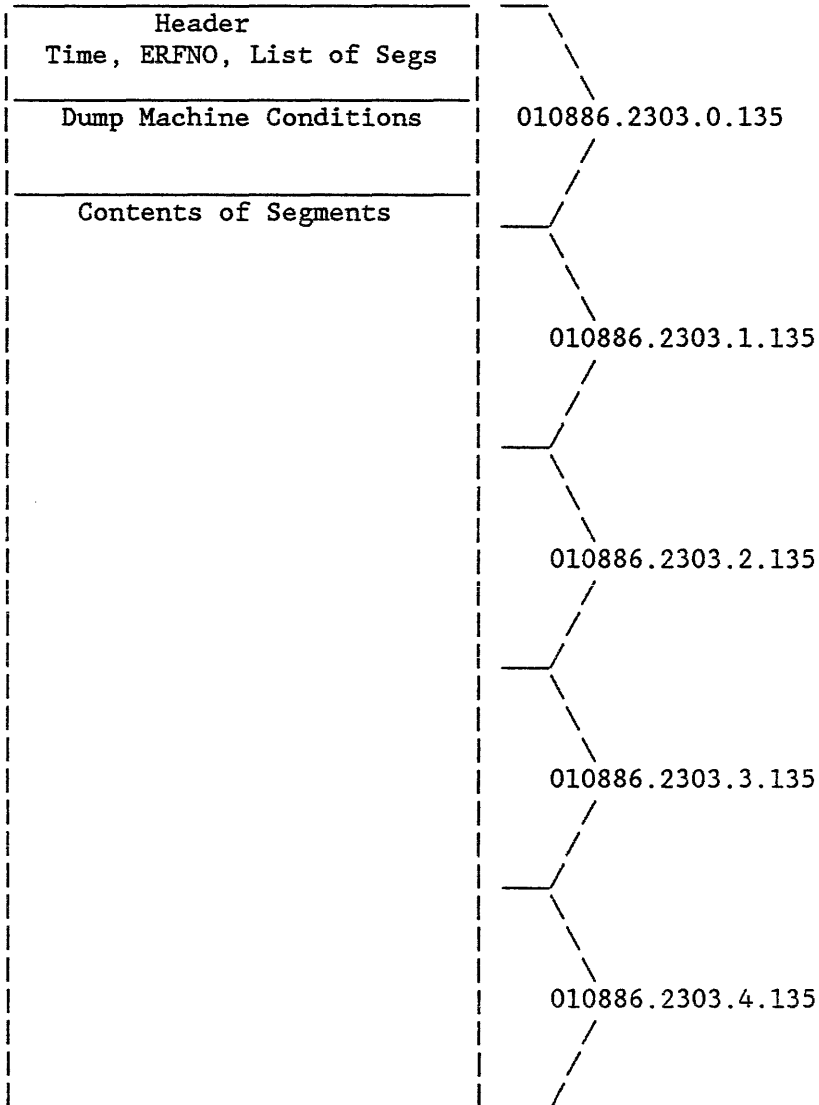 Header
Time, ERFNO, List of Segs
Dump Machine Conditions
010886.2303.0.135
Contents of Segments
010886.2303.1.135
010886.2303.2.135
010886.2303.3.135
010886.2303.4.135